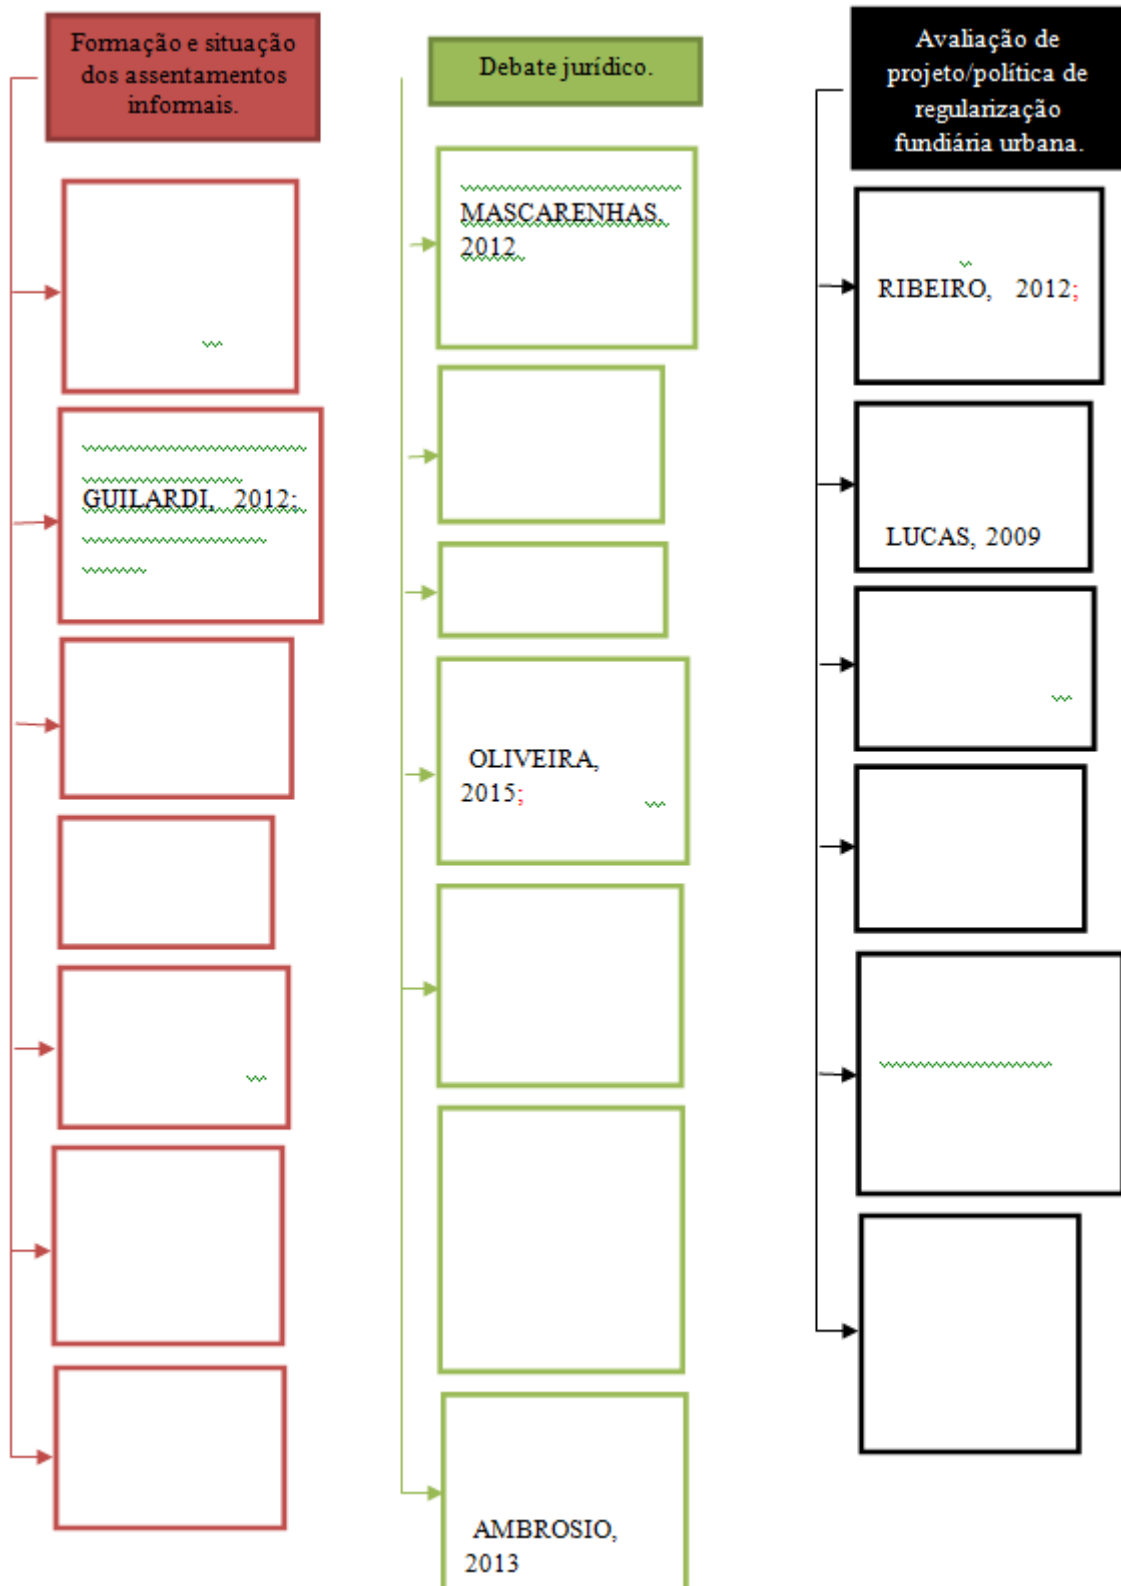 Formação e situação
dos assentamentos
informais.
GUILARDI, 2012;
Debate jurídico.
MASCARENHAS,
2012
OLIVEIRA,
2015;
AMBROSIO,
2013
Avaliação de
projeto/política de
regularização
fundiária urbana.
RIBEIRO, 2012;
LUCAS, 2009